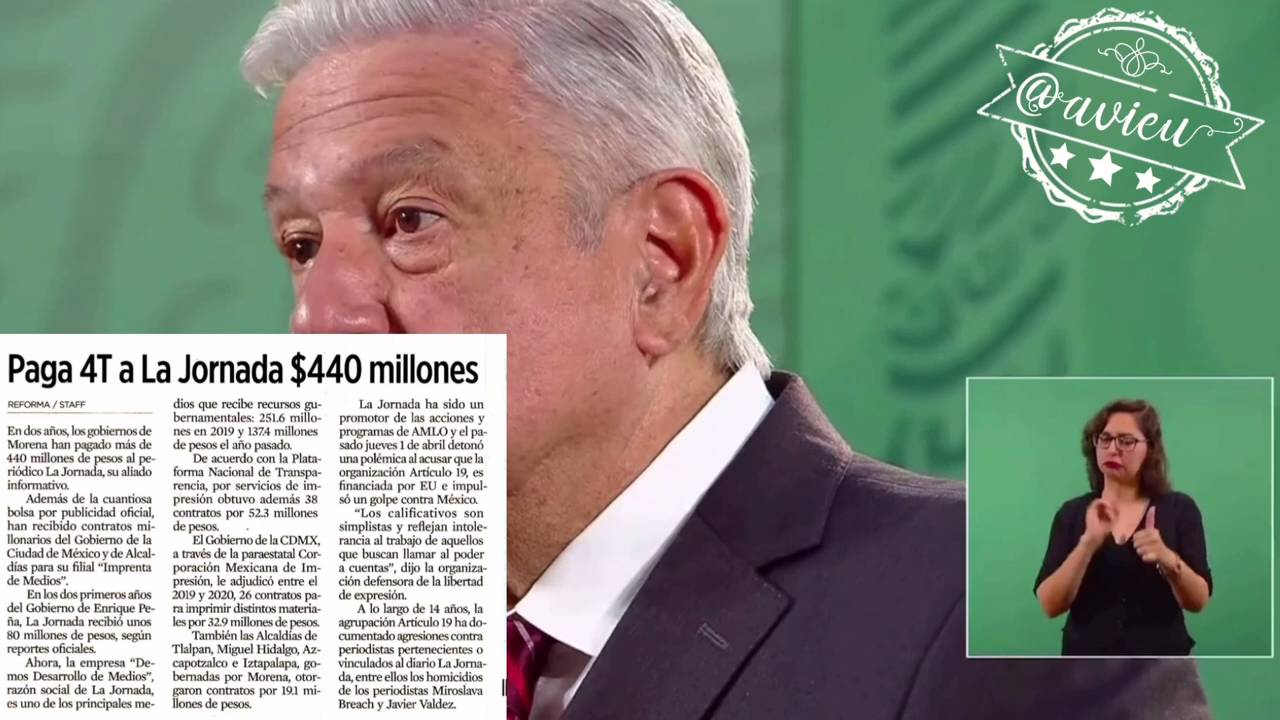 @avieu
Paga 4T a La Jornada $440 millones
REFORMA / STAFF
En dos años, los gobiernos de
Morena han pagado más de
440 millones de pesos al pe-
riódico La Jornada, su aliado
informativo.
Además de la cuantiosa
bolsa por publicidad oficial,
han recibido contratos mi-
llonarios del Gobierno de la
Ciudad de México y de Alcal-
días para su filial “Imprenta
de Medios”.
En los dos primeros años
del Gobierno de Enrique Pe-
ña, La Jornada recibió unos
80 millones de pesos, según
reportes oficiales.
Ahora, la empresa “De-
mos Desarrollo de Medios”,
razón social de La Jornada,
es uno de los principales me-
dios que recibe recursos gu-
bernamentales: 251.6 millo-
nes en 2019 y 137.4 millones
de pesos el año pasado.
De acuerdo con la Plata-
forma Nacional de Transpa-
rencia, por servicios de im-
presión obtuvo además 38
contratos por 52.3 millones
de pesos.
El Gobierno de la CDMX,
a través de la paraestatal Cor-
poración Mexicana de Im-
presión, le adjudicó entre el
2019 y 2020, 26 contratos pa-
ra imprimir distintos materia-
les por 32.9 millones de pesos.
También las Alcaldías de
Tlalpan, Miguel Hidalgo, Az-
capotzalco e Iztapalapa, go-
bernadas por Morena, otor-
garon contratos por 19.1 mi-
llones de pesos.
La Jornada ha sido un
promotor de las acciones y
programas de AMLO y el pa-
sado jueves 1 de abril detonó
una polémica al acusar que la
organización Artículo 19, es
financiada por EU e impul-
só un golpe contra México.
“Los calificativos son
simplistas y reflejan intole-
rancia al trabajo de aquellos
que buscan llamar al poder
a cuentas”, dijo la organiza-
ción defensora de la libertad
de expresión.
A lo largo de 14 años, la
agrupación Artículo 19 ha do-
cumentado agresiones contra
periodistas pertenecientes o
vinculados al diario La Jorna-
da, entre ellos los homicidios
de los periodistas Miroslava
Breach y Javier Valdez.